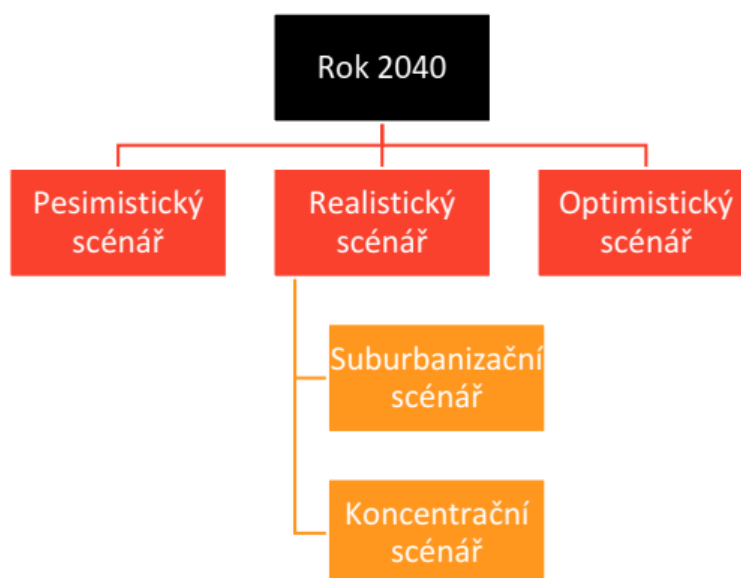 Rok 2040
Pesimistický
scénář
Realistický
scénář
Optimistický
scénář
Suburbanizační
scénář
Koncentrační
scénář